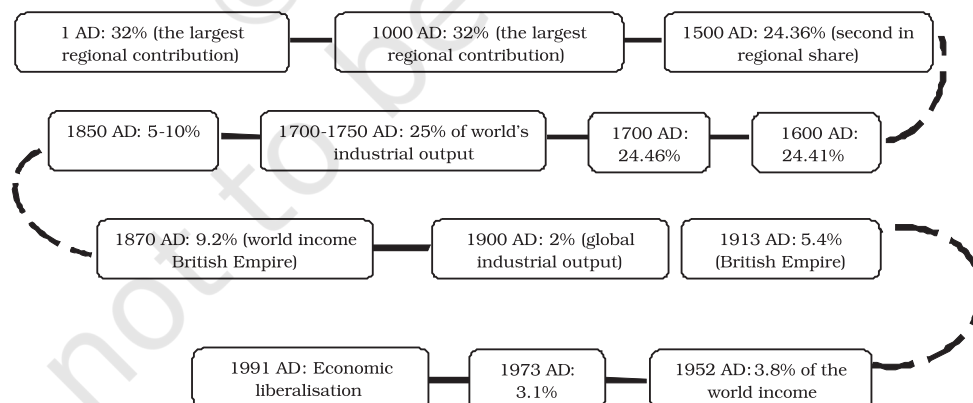 1 AD: 32% (the largest
regional contribution)
1000 AD: 32% (the largest
regional contribution)
1500 AD: 24.36% (second in
regional share)
1600 AD:
24.41%
1700 AD:
24.46%
1700-1750 AD: 25% of world's
industrial output
1850 AD: 5-10%
1870 AD: 9.2% (world income
British Empire)
1900 AD: 2% (global
industrial output)
1913 AD: 5.4%
(British Empire)
1952 AD: 3.8% of the
world income
1973 AD:
3.1%
1991 AD: Economic
liberalisation
not to be